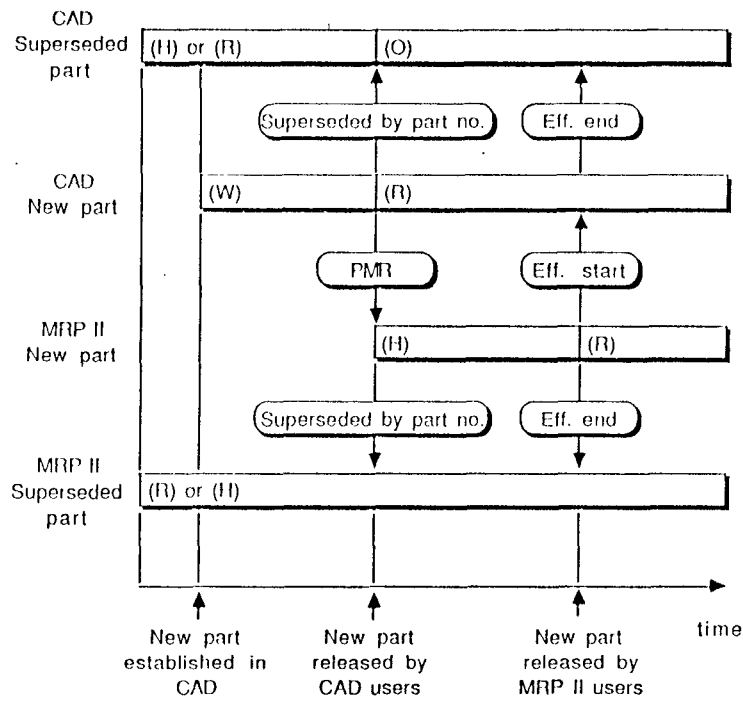 CAD
Superseded
part
(H) or (R)
(O)
Superseded by part no.
Eff. end
CAD
New part
(W)
(R)
PMR
Eff. start
MRP II
New part
(H)
(R)
Superseded by part no.
Eff. end
MRP II
Superseded
part
(R) or (H)
time
New part
established in
CAD
New part
released by
CAD users
New part
released by
MRP II users